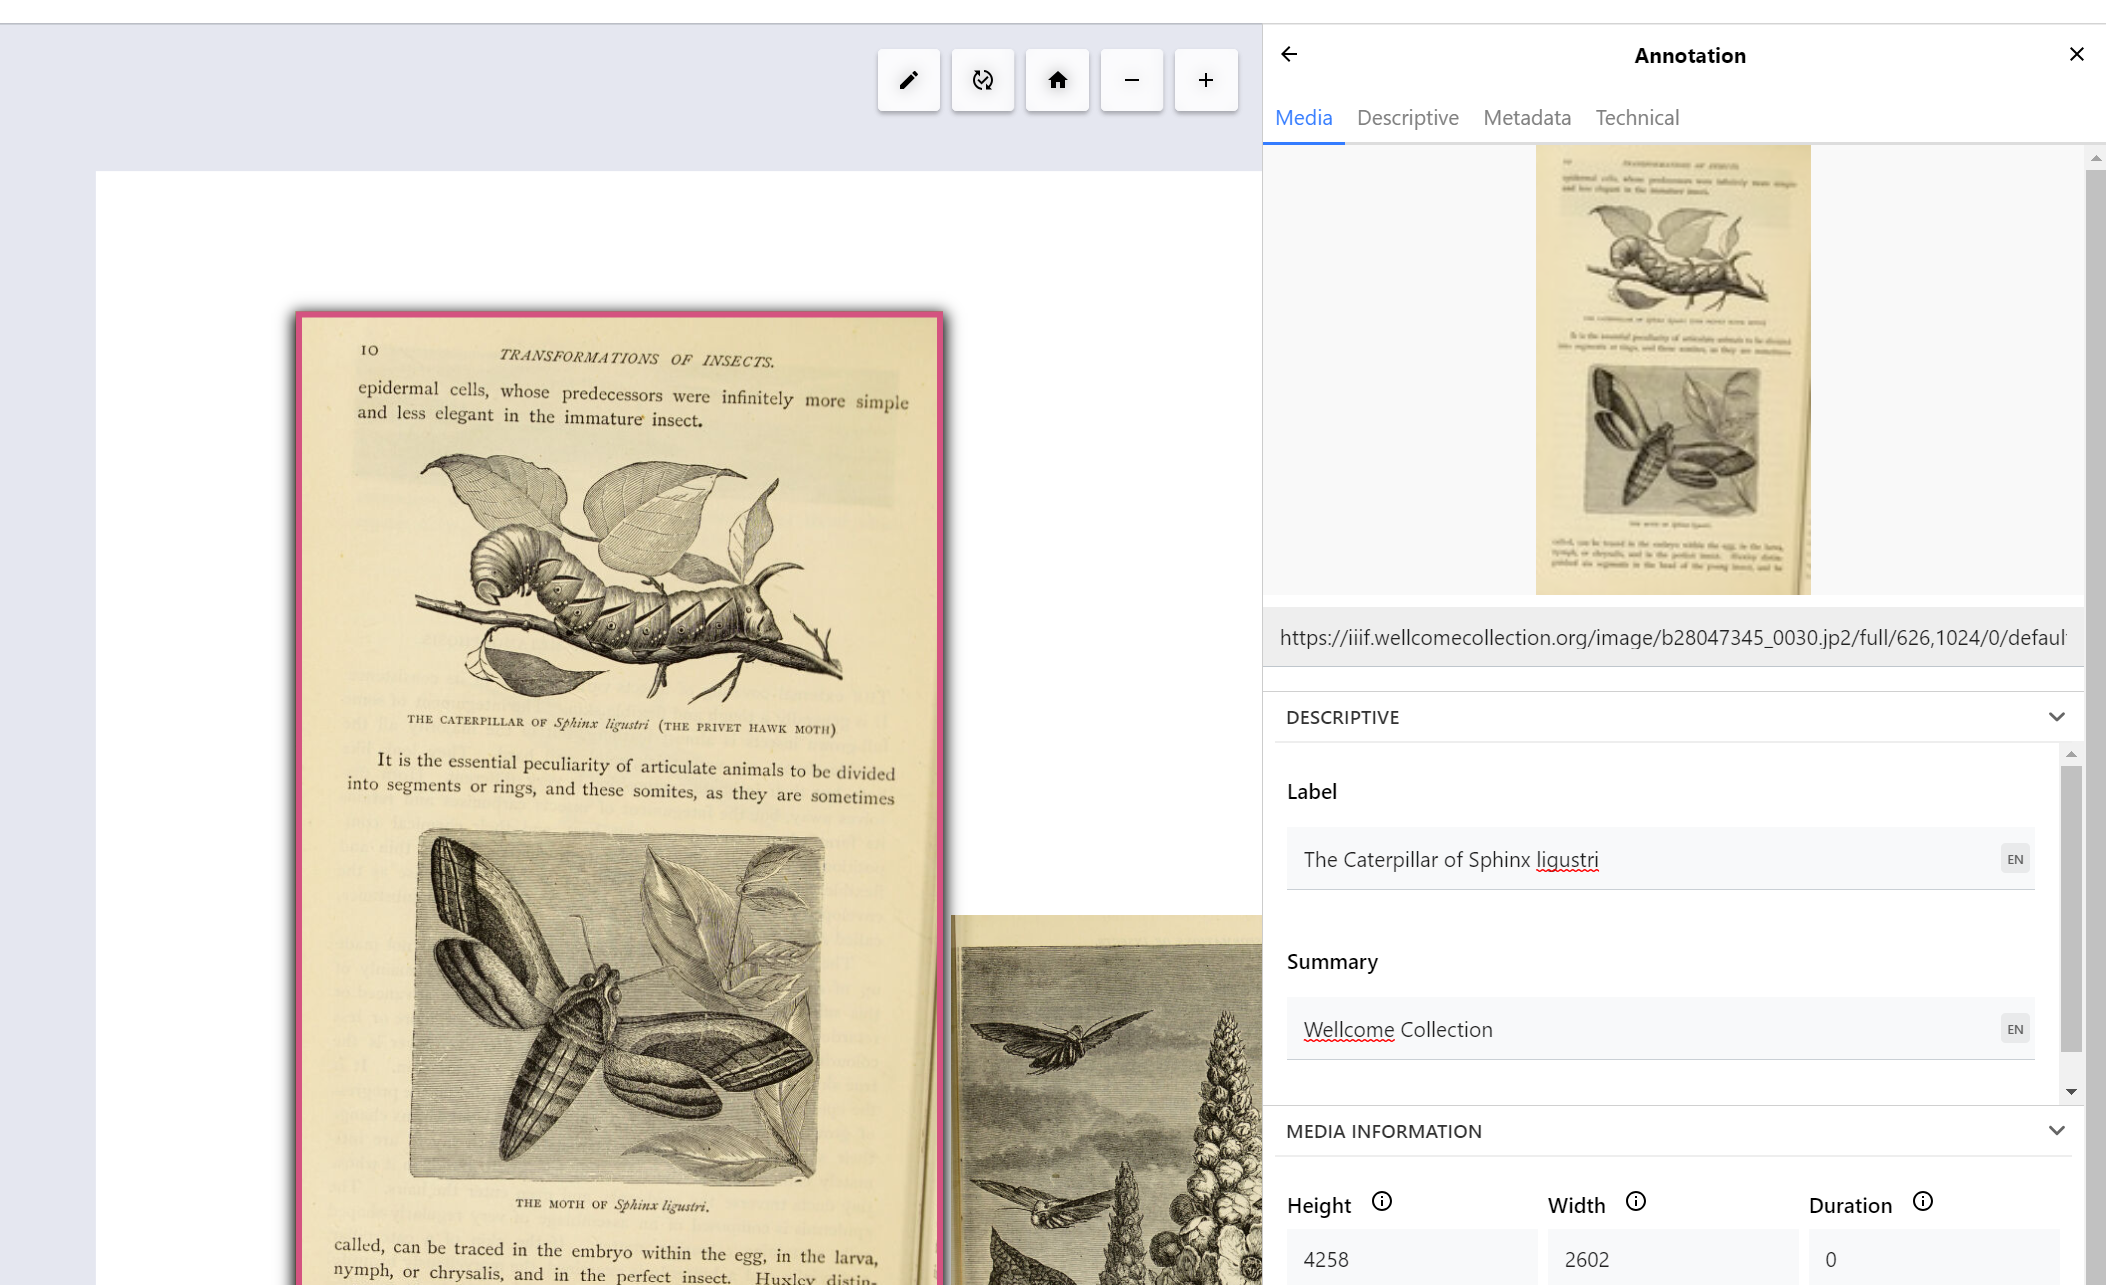 Annotation
Media Descriptive Metadata Technical
10 TRANSFORMATIONS OF INSECTS.
epidermal cells, whose predecessors were infinitely more simple
and less elegant in the immature insect.
THE CATERPILLAR OF Sphinx ligustri (THE PRIVET HAWK MOTH)
It is the essential peculiarity of articulate animals to be divided
into segments or rings, and these somites, as they are sometimes
THE MOTH OF Sphinx ligustri.
called, can be traced in the embryo within the egg, in the larva,
nymph, or chrysalis, and in the perfect insect. Huxley distin-
https://iiif.wellcomecollection.org/image/b28047345_0030.jp2/full/626,1024/0/defaul
DESCRIPTIVE
Label
The Caterpillar of Sphinx ligustri EN
Summary
Wellcome Collection EN
MEDIA INFORMATION
Height Width Duration
4258 2602 0